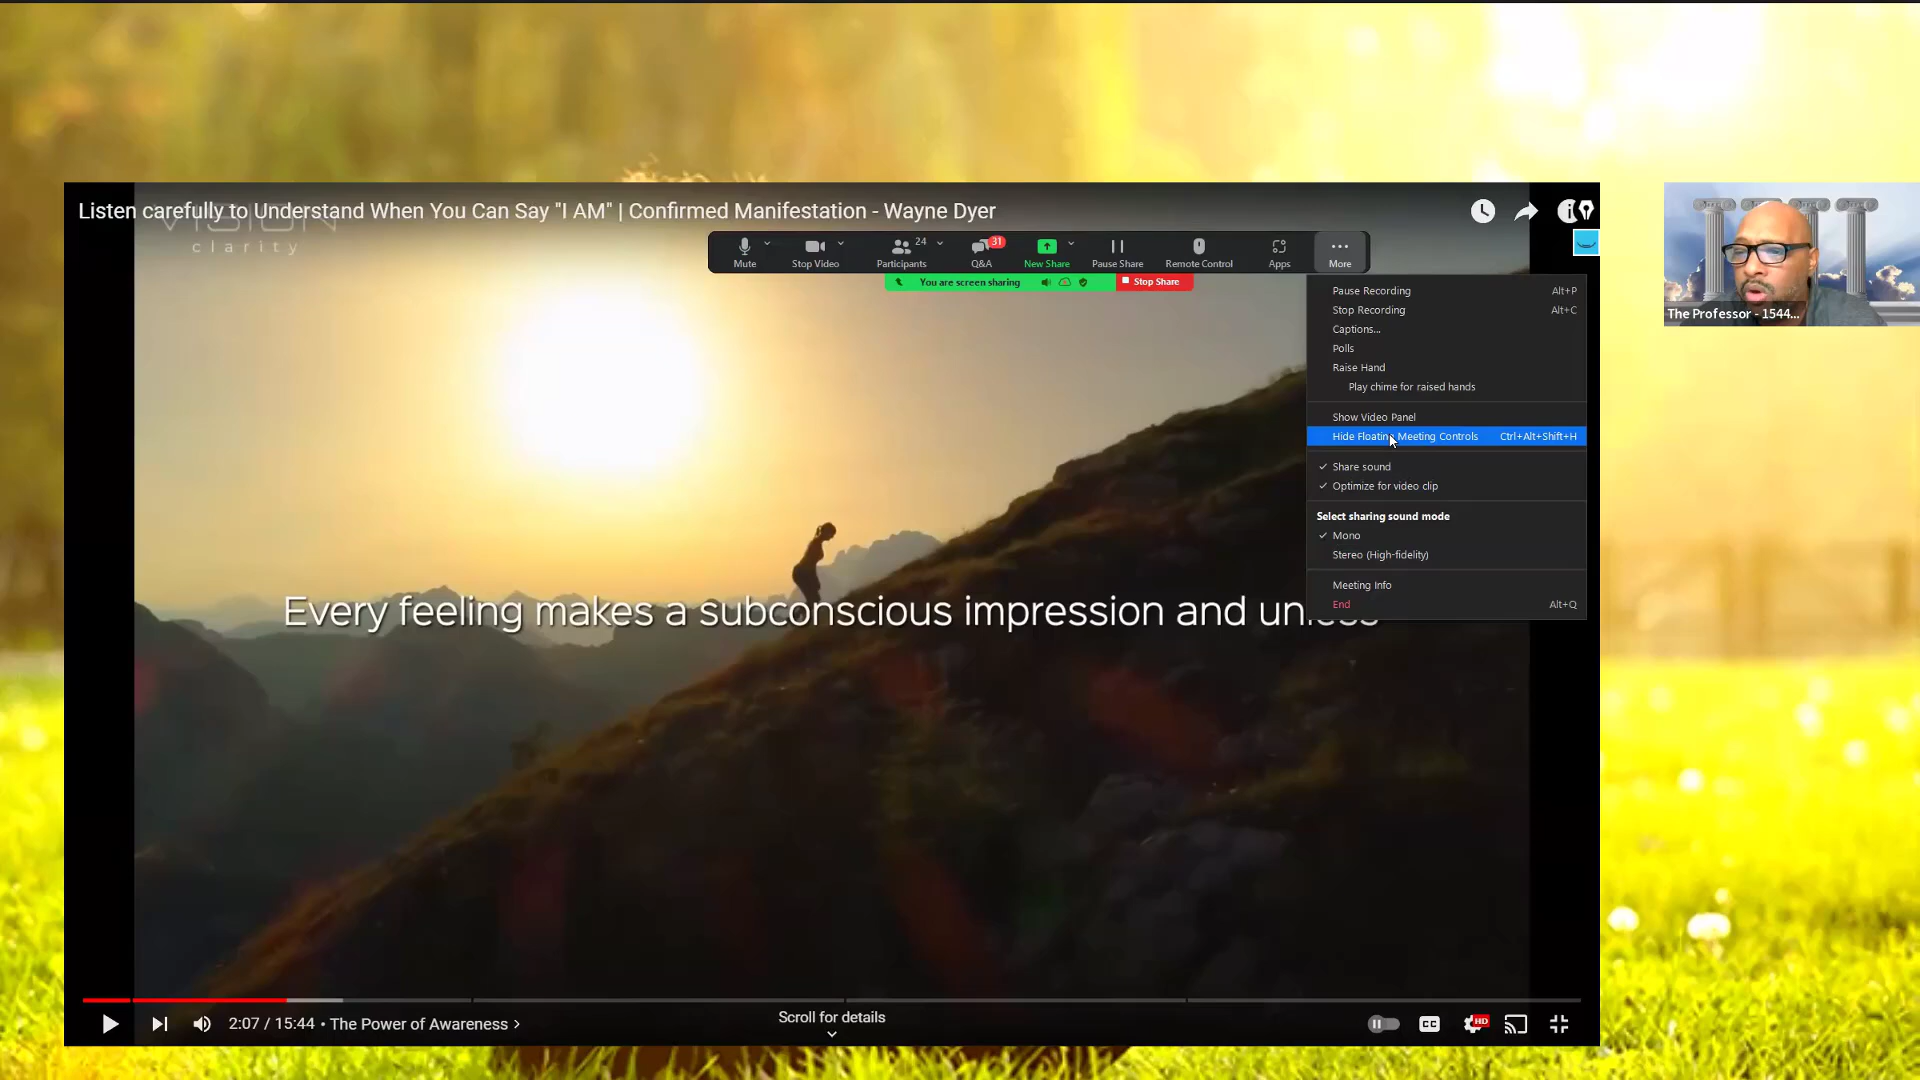 Listen carefully to Understand When You Can Say "I AM" | Confirmed Manifestation - Wayne Dyer
VISION
clarity
Mute
Stop Video
Participants
24
Q&A
31
New Share
Pause Share
Remote Control
Apps
More
You are screen sharing
Stop Share
Pause Recording Alt+P
Stop Recording Alt+C
Captions...
Polls
Raise Hand
Play chime for raised hands
Show Video Panel
Hide Floating Meeting Controls Ctrl+Alt+Shift+H
Share sound
Optimize for video clip
Select sharing sound mode
Mono
Stereo (High-fidelity)
Meeting Info
End Alt+Q
The Professor - 1544...
Every feeling makes a subconscious impression and unless
2:07 / 15:44 • The Power of Awareness >
Scroll for details
CC
HD